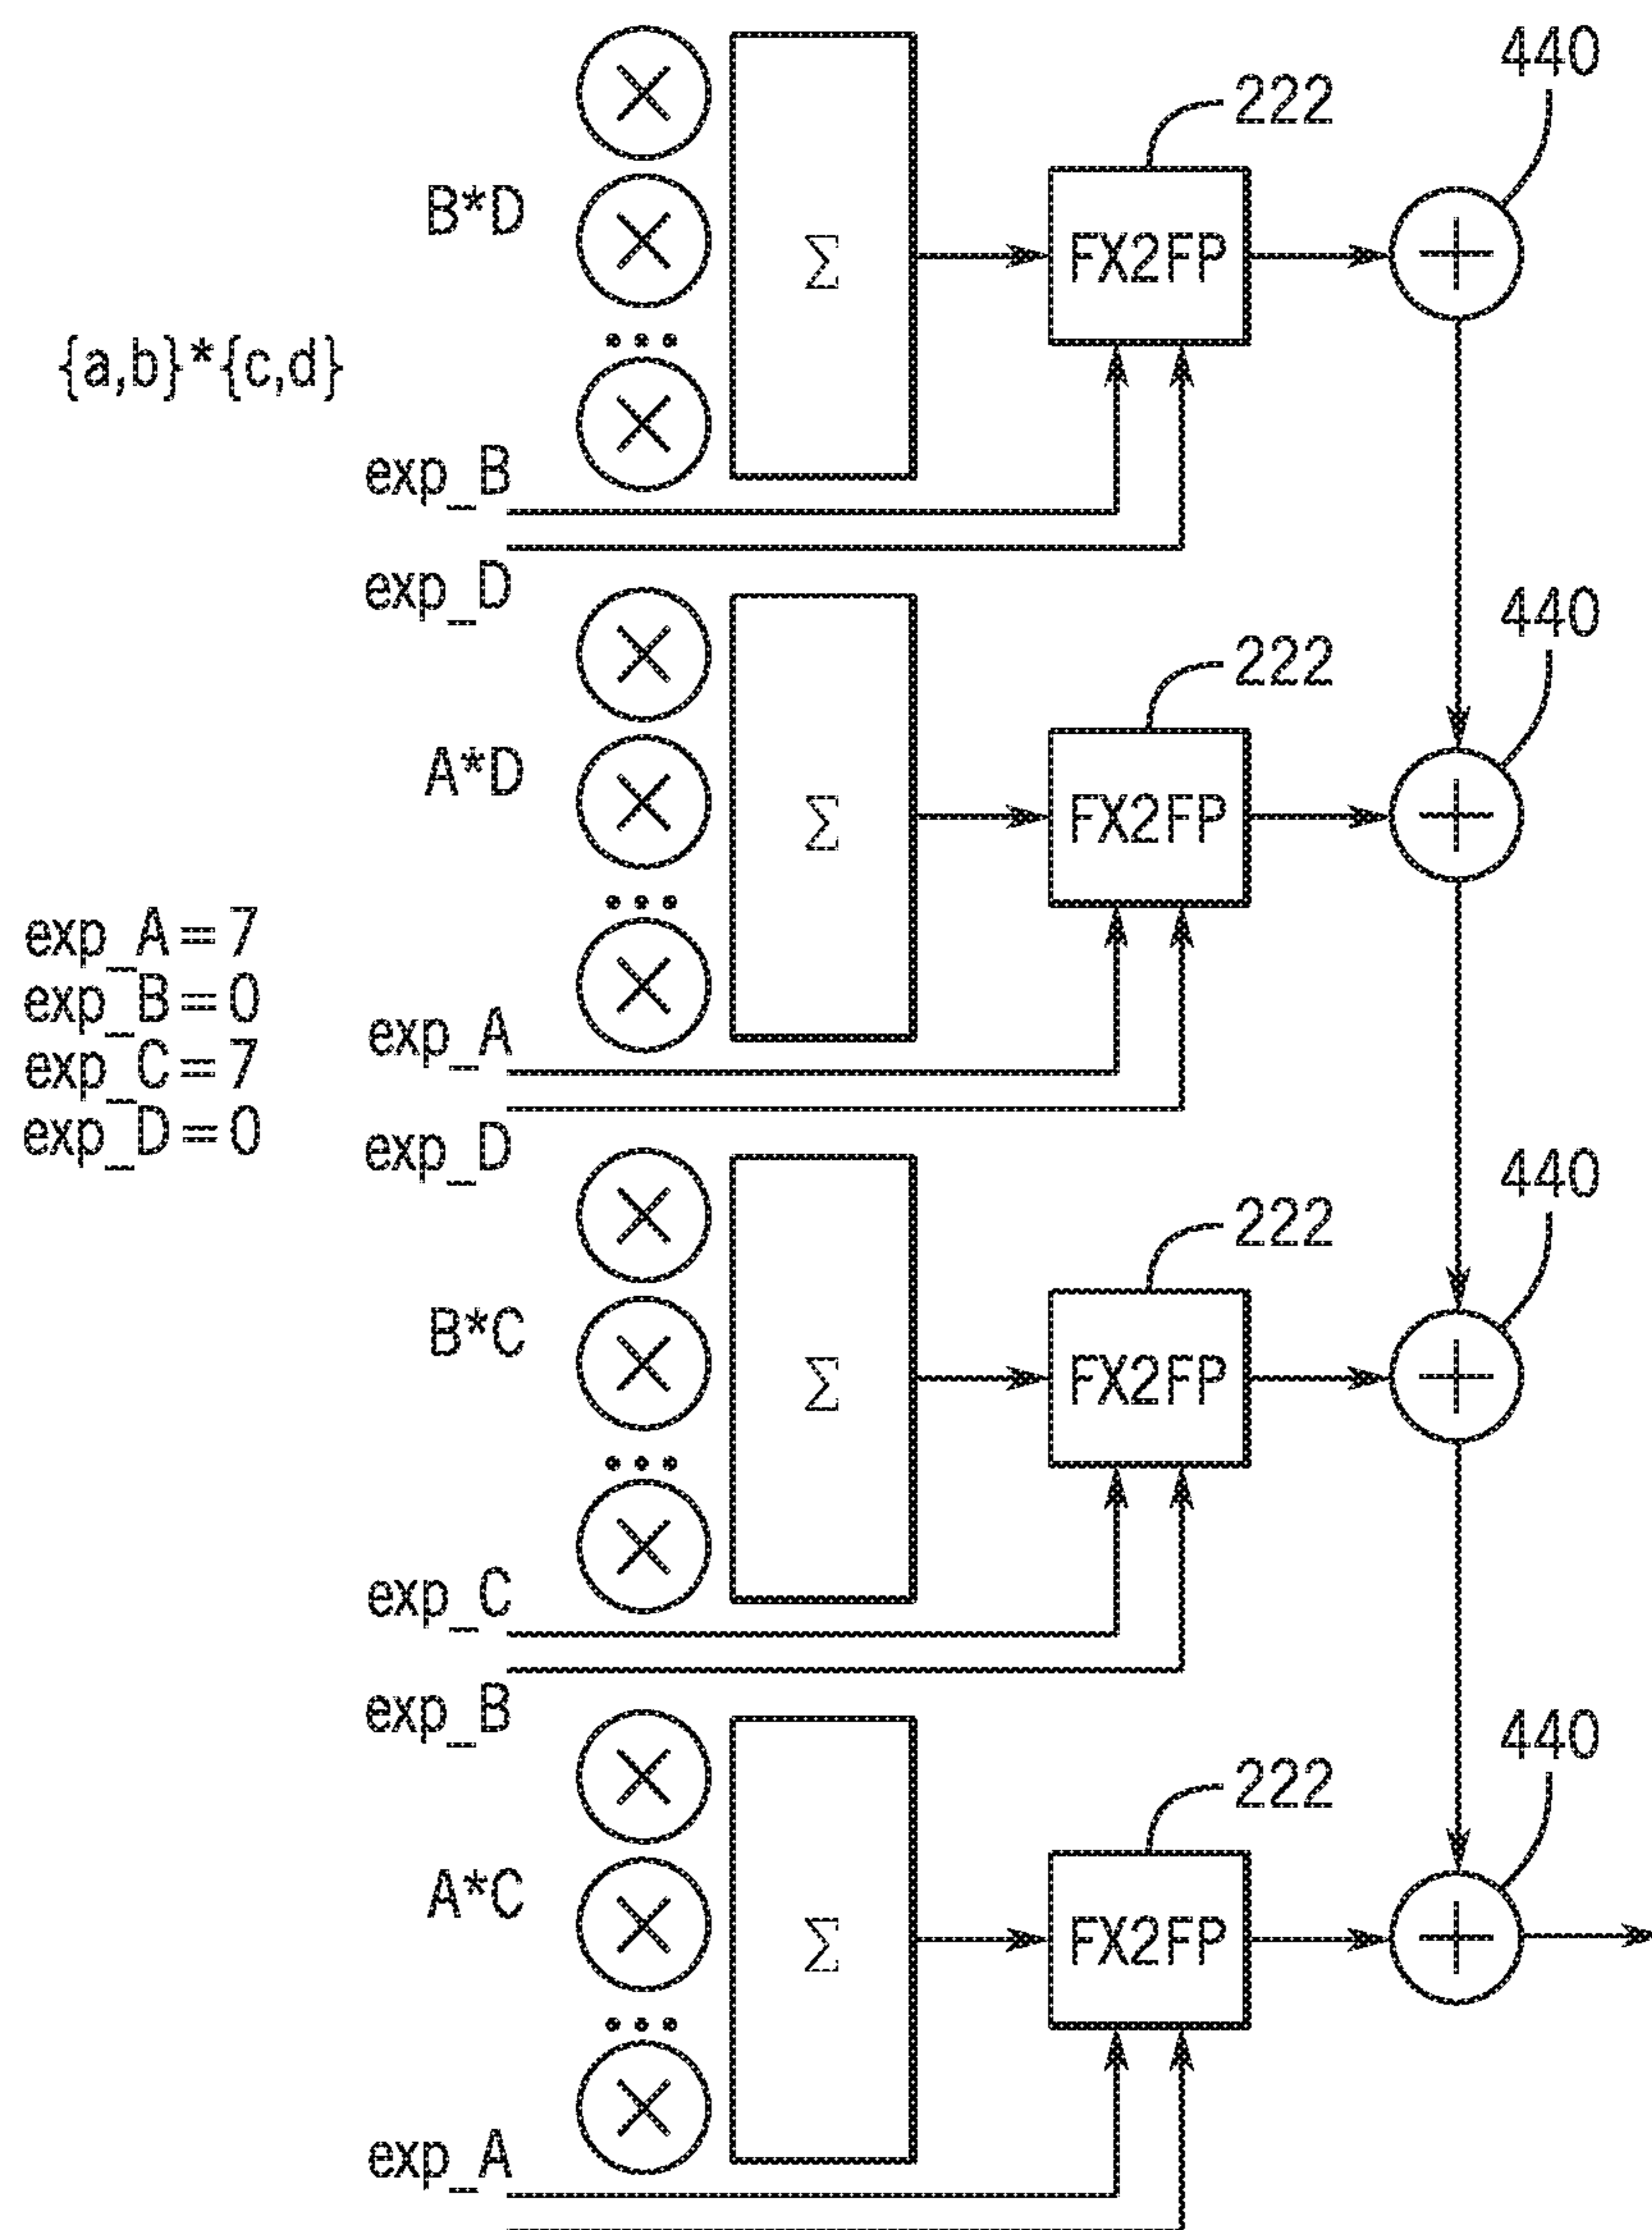 440
222
B*D
Σ
FX2FP
{a,b}*{c,d}
exp_B
exp_D
440
222
A*D
Σ
FX2FP
exp_A = 7
exp_B = 0
exp_C = 7
exp_D = 0
exp_A
exp_D
440
222
B*C
Σ
FX2FP
exp_C
exp_B
440
222
A*C
Σ
FX2FP
exp_A